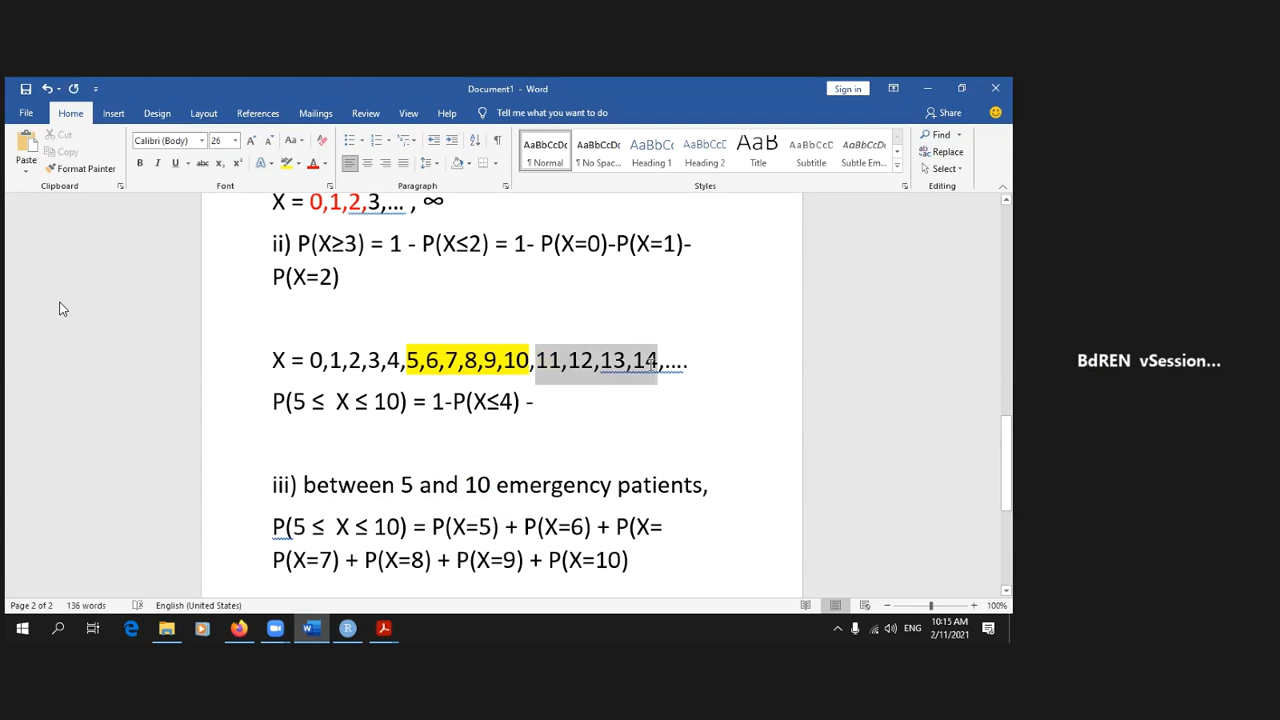 Document1 - Word
Sign in
File Home Insert Design Layout References Mailings Review View Help Tell me what you want to do Share
Paste
Cut
Copy
Format Painter
Clipboard
Calibri (Body) 26
Font
Paragraph
AaBbCcDc AaBbCcDc AaBbCc AaBbCc AaB AaBbCcD AaBbCcDc
¶ Normal ¶ No Spac... Heading 1 Heading 2 Title Subtitle Subtle Em...
Styles
Find
Replace
Select
Editing
X = 0,1,2,3,... , ∞
ii) P(X≥3) = 1 - P(X≤2) = 1- P(X=0)-P(X=1)-
P(X=2)
X = 0,1,2,3,4,5,6,7,8,9,10,11,12,13,14,....
P(5 ≤ X ≤ 10) = 1-P(X≤4) -
iii) between 5 and 10 emergency patients,
P(5 ≤ X ≤ 10) = P(X=5) + P(X=6) + P(X=
P(X=7) + P(X=8) + P(X=9) + P(X=10)
BdREN vSession...
Page 2 of 2 136 words English (United States) 100%
ENG
10:15 AM
2/11/2021